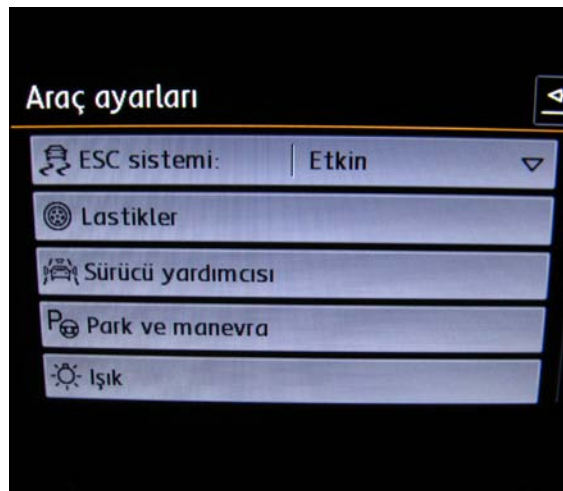 Araç ayarları
ESC sistemi: Etkin
Lastikler
Sürücü yardımcısı
Park ve manevra
Işık